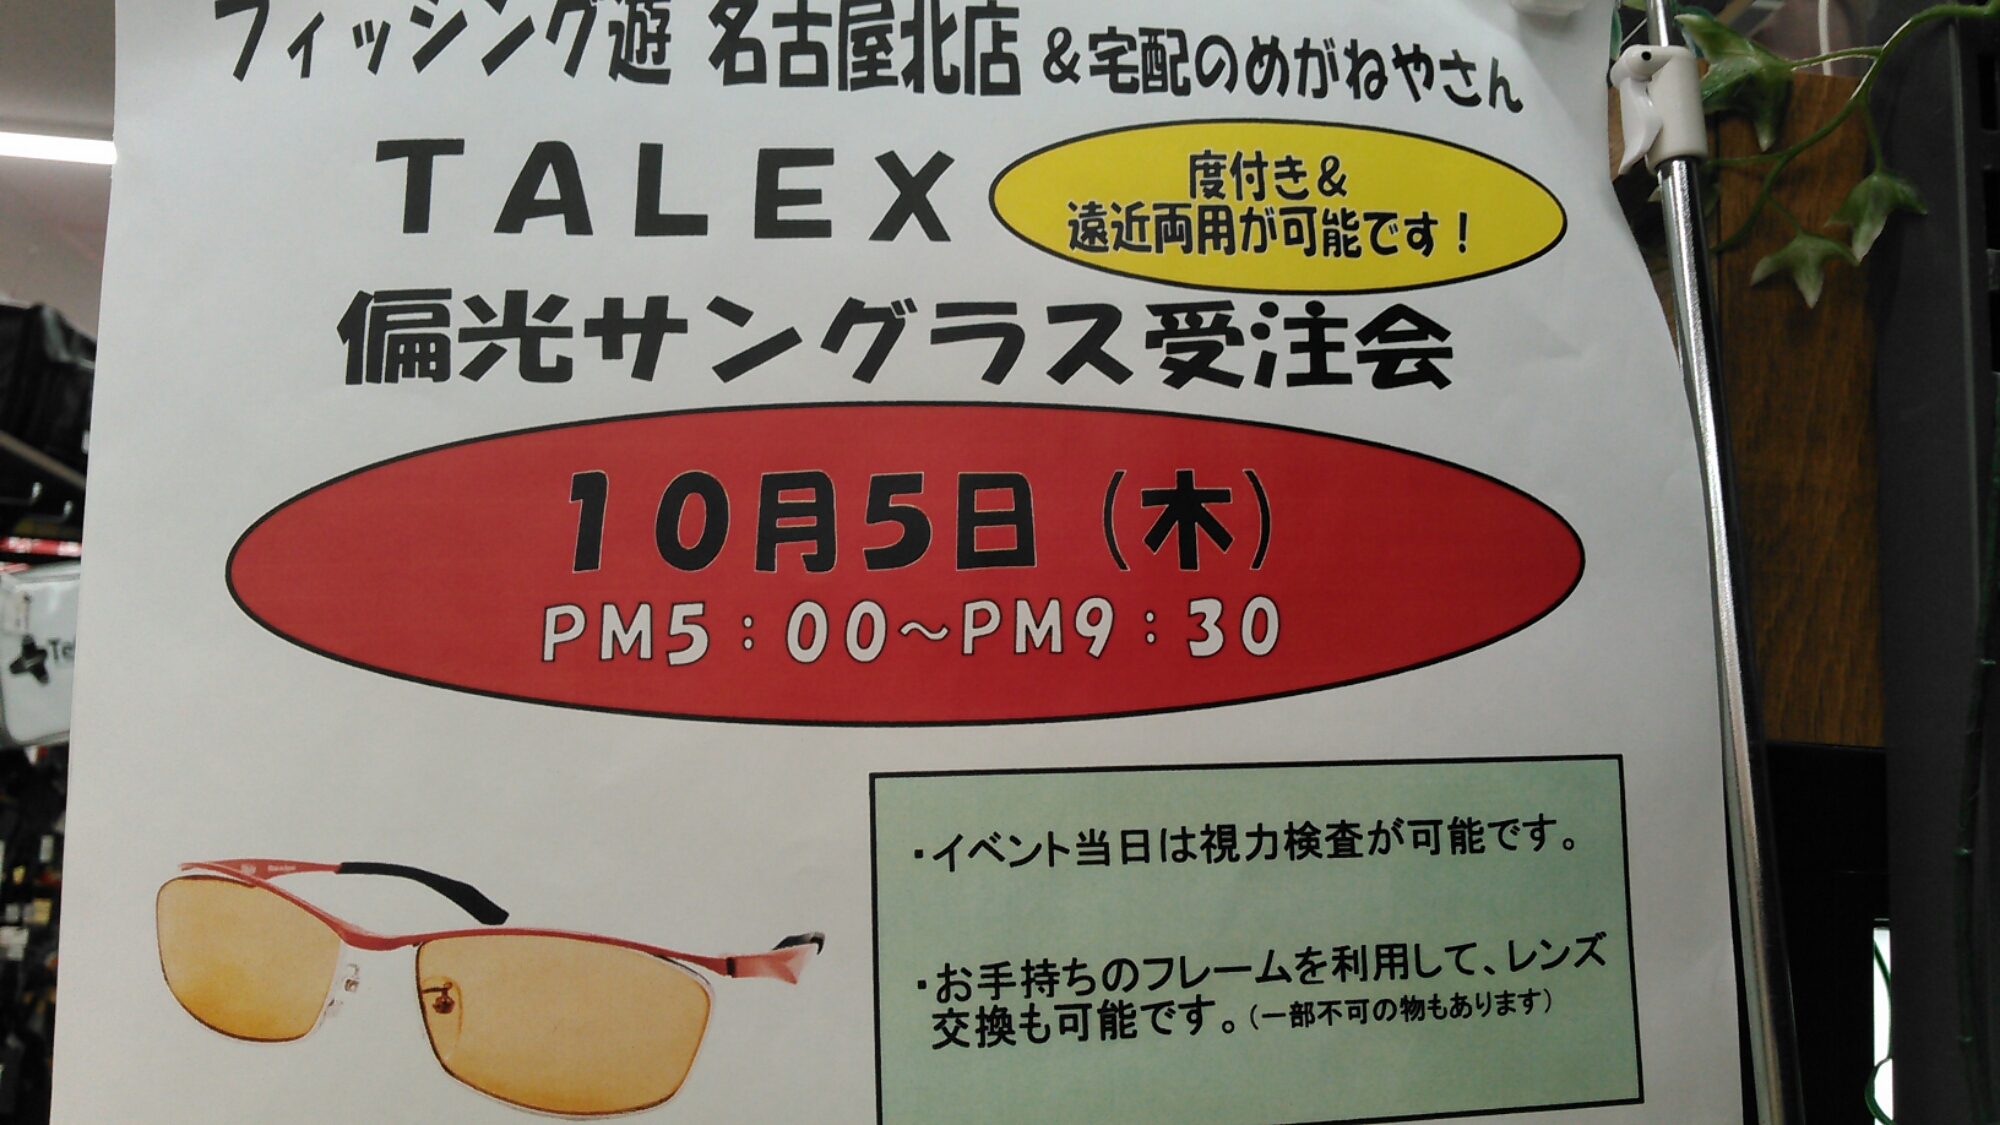 フィッシング遊 名古屋北店 &宅配のめがねやさん
TALEX
度付き&
遠近両用が可能です!
偏光サングラス受注会
10月5日(木)
PM5:00~PM9:30
・イベント当日は視力検査が可能です。
・お手持ちのフレームを利用して、レンズ
交換も可能です。(一部不可の物もあります)